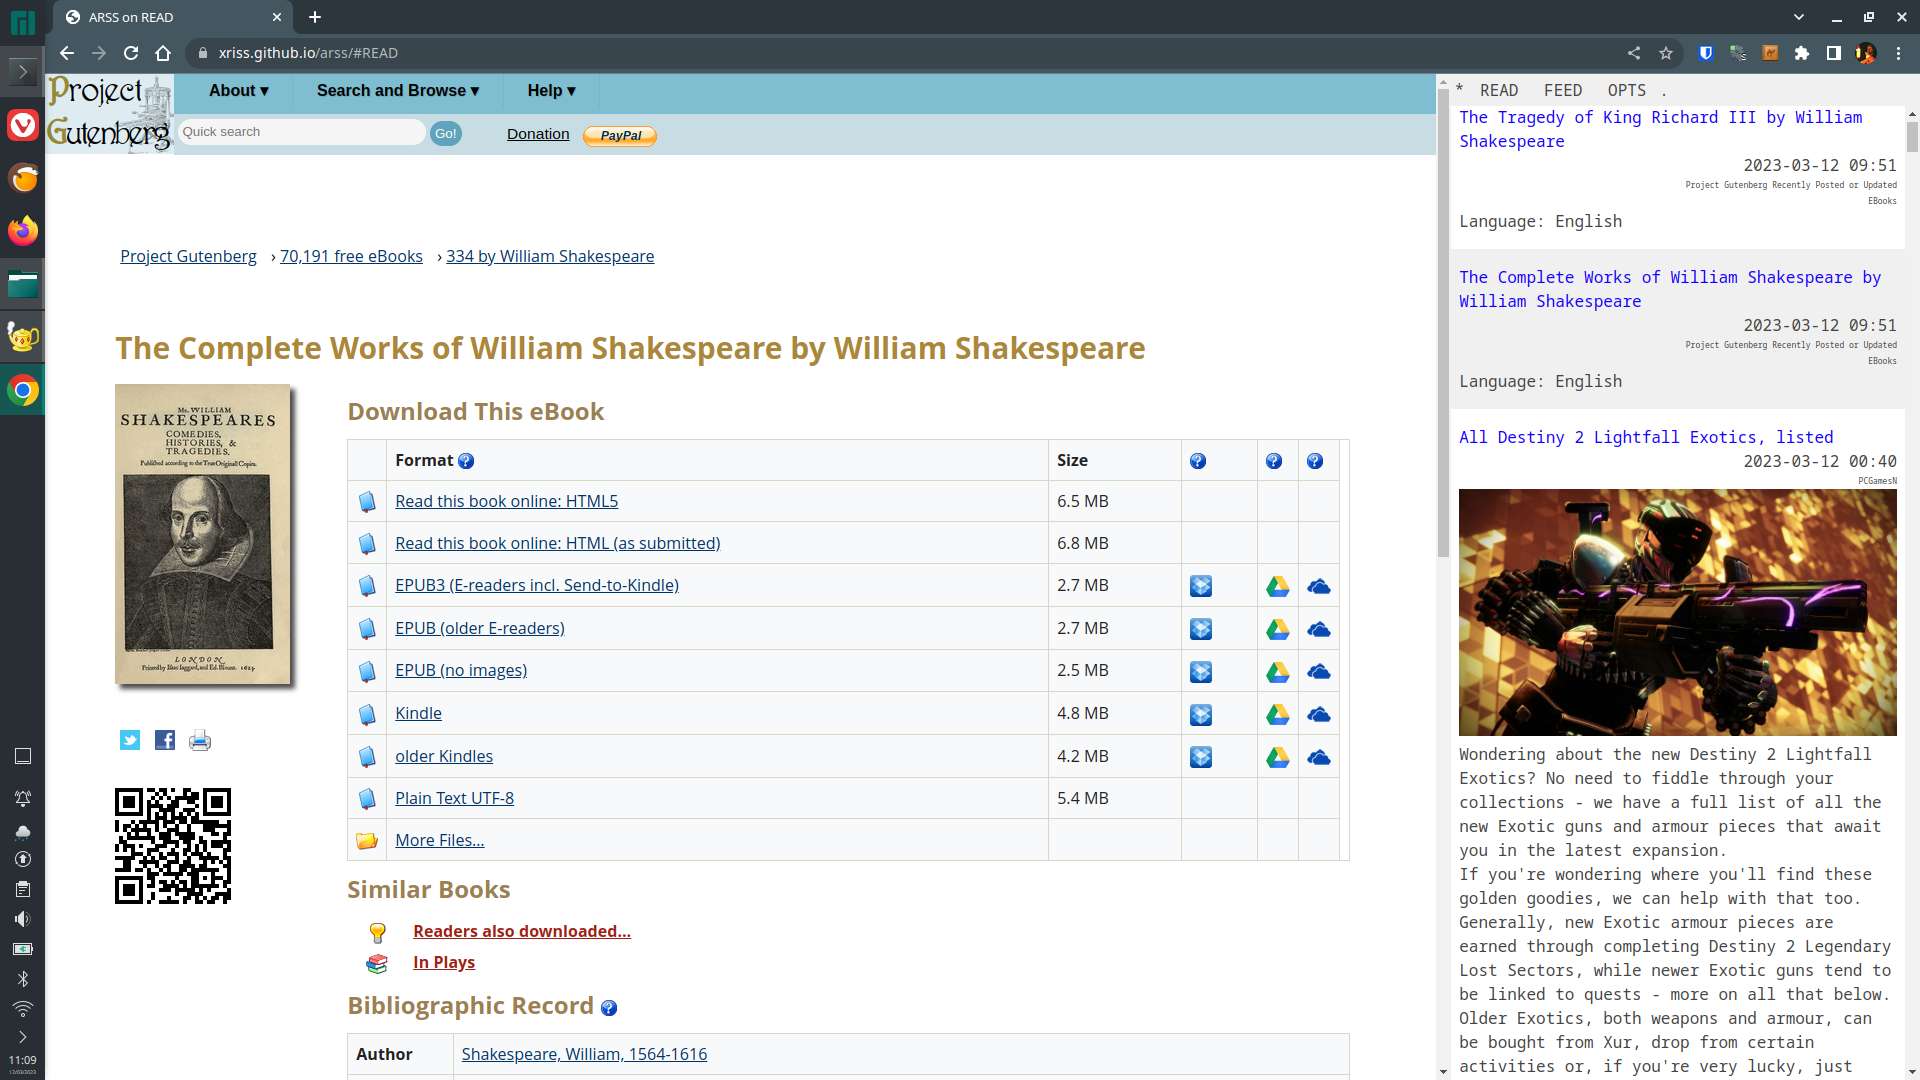 ARSS on READ
xriss.github.io/arss/#READ
Project
Gutenberg
About ▾
Search and Browse ▾
Help ▾
Quick search
Go!
Donation
PayPal
Project Gutenberg › 70,191 free eBooks › 334 by William Shakespeare
The Complete Works of William Shakespeare by William Shakespeare
Mr. WILLIAM
SHAKESPEARES
COMEDIES,
HISTORIES, &
TRAGEDIES.
Published according to the True Originall Copies.
LONDON
Printed by Isaac Iaggard, and Ed. Blount. 1623
Download This eBook
Format ? Size ? ? ?
Read this book online: HTML5 6.5 MB
Read this book online: HTML (as submitted) 6.8 MB
EPUB3 (E-readers incl. Send-to-Kindle) 2.7 MB
EPUB (older E-readers) 2.7 MB
EPUB (no images) 2.5 MB
Kindle 4.8 MB
older Kindles 4.2 MB
Plain Text UTF-8 5.4 MB
More Files…
Similar Books
Readers also downloaded…
In Plays
Bibliographic Record ?
Author Shakespeare, William, 1564-1616
* READ FEED OPTS .
The Tragedy of King Richard III by William
Shakespeare
2023-03-12 09:51
Project Gutenberg Recently Posted or Updated
EBooks
Language: English
The Complete Works of William Shakespeare by
William Shakespeare
2023-03-12 09:51
Project Gutenberg Recently Posted or Updated
EBooks
Language: English
All Destiny 2 Lightfall Exotics, listed
2023-03-12 00:40
PCGamesN
Wondering about the new Destiny 2 Lightfall
Exotics? No need to fiddle through your
collections - we have a full list of all the
new Exotic guns and armour pieces that await
you in the latest expansion.
If you're wondering where you'll find these
golden goodies, we can help with that too.
Generally, new Exotic armour pieces are
earned through completing Destiny 2 Legendary
Lost Sectors, while newer Exotic guns tend to
be linked to quests - more on all that below.
Older Exotics, both weapons and armour, can
be bought from Xur, drop from certain
activities or, if you're very lucky, just
11:09
12/03/2023